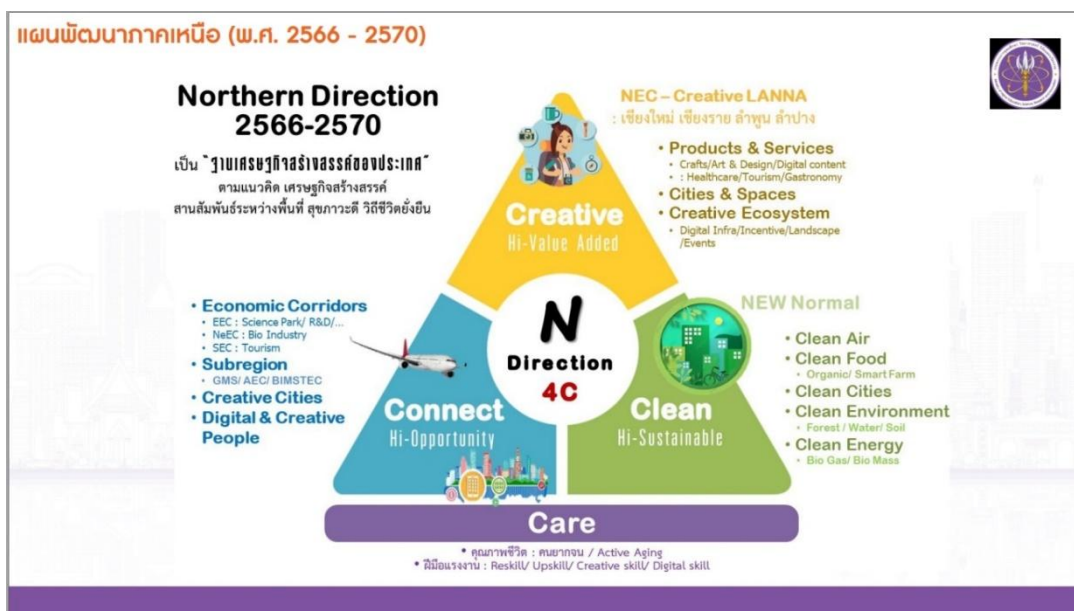 แผนพัฒนาภาคเหนือ (พ.ศ. 2566 - 2570)
Northern Direction
2566-2570
เป็น "ฐานเศรษฐกิจสร้างสรรค์ของประเทศ"
ตามแนวคิด เศรษฐกิจสร้างสรรค์
สานสัมพันธ์ระหว่างพื้นที่ สุขภาวะดี วิถีชีวิตยั่งยืน
NEC – Creative LANNA
: เชียงใหม่ เชียงราย ลำพูน ลำปาง
• Products & Services
• Crafts/Art & Design/Digital content
• : Healthcare/Tourism/Gastronomy
• Cities & Spaces
• Creative Ecosystem
• Digital Infra/Incentive/Landscape
/Events
Creative
Hi-Value Added
• Economic Corridors
• EEC : Science Park/ R&D/...
• NeEC : Bio Industry
• SEC : Tourism
• Subregion
• GMS/ AEC/ BIMSTEC
• Creative Cities
• Digital & Creative
People
Connect
Hi-Opportunity
N
Direction
4C
Clean
Hi-Sustainable
NEW Normal
• Clean Air
• Clean Food
• Organic/ Smart Farm
• Clean Cities
• Clean Environment
• Forest / Water/ Soil
• Clean Energy
• Bio Gas/ Bio Mass
Care
• คุณภาพชีวิต : คนยากจน / Active Aging
• ฝีมือแรงงาน : Reskill/ Upskill/ Creative skill/ Digital skill